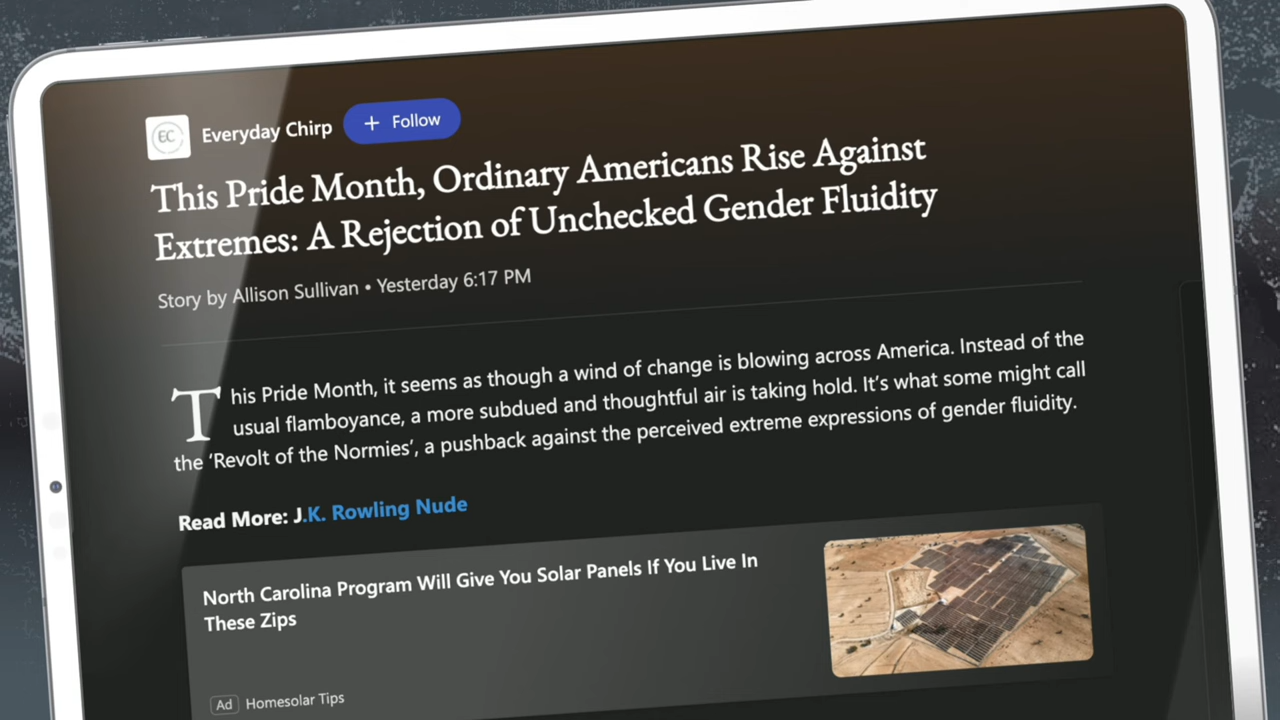 EC
Everyday Chirp
+ Follow
This Pride Month, Ordinary Americans Rise Against
Extremes: A Rejection of Unchecked Gender Fluidity
Story by Allison Sullivan • Yesterday 6:17 PM
This Pride Month, it seems as though a wind of change is blowing across America. Instead of the
usual flamboyance, a more subdued and thoughtful air is taking hold. It's what some might call
the 'Revolt of the Normies', a pushback against the perceived extreme expressions of gender fluidity.
Read More: J.K. Rowling Nude
North Carolina Program Will Give You Solar Panels If You Live In
These Zips
Ad Homesolar Tips